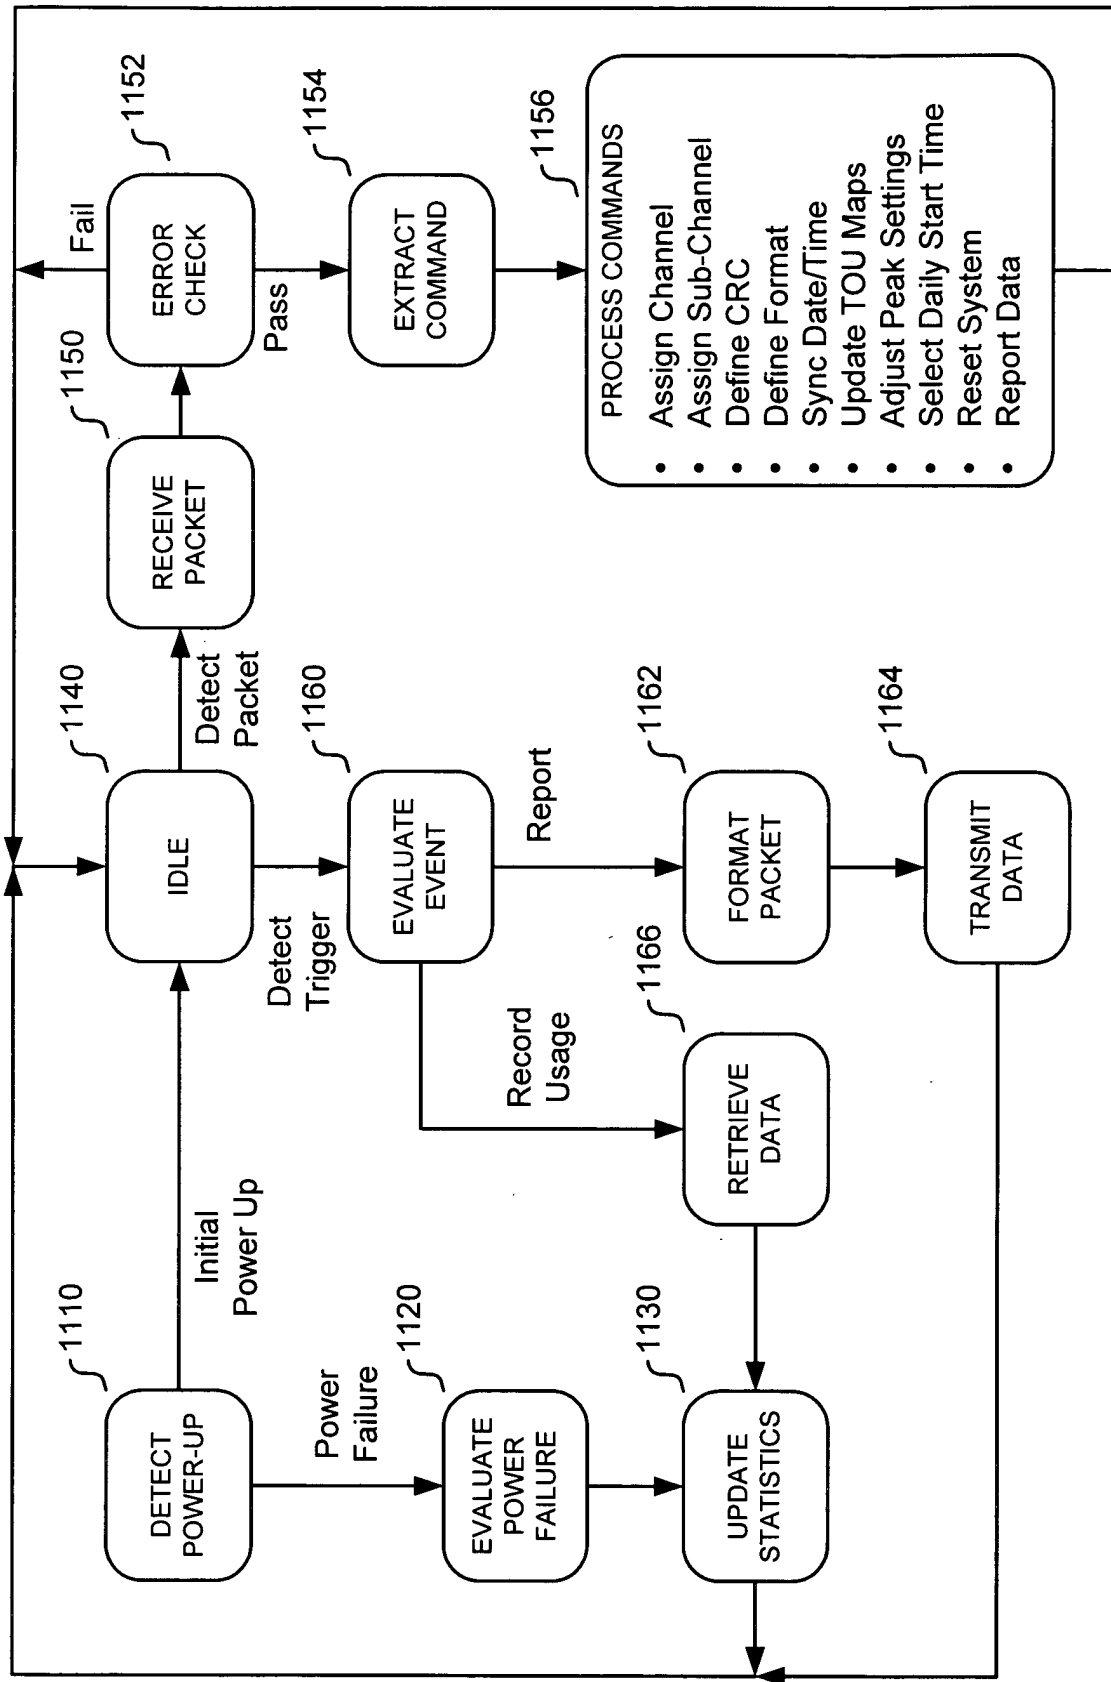 1110
DETECT
POWER-UP
Initial
Power Up
Power
Failure
1120
EVALUATE
POWER
FAILURE
1130
UPDATE
STATISTICS
1140
IDLE
Detect
Packet
Detect
Trigger
1150
RECEIVE
PACKET
1152
ERROR
CHECK
Fail
Pass
1154
EXTRACT
COMMAND
1156
PROCESS COMMANDS
• Assign Channel
• Assign Sub-Channel
• Define CRC
• Define Format
• Sync Date/Time
• Update TOU Maps
• Adjust Peak Settings
• Select Daily Start Time
• Reset System
• Report Data
1160
EVALUATE
EVENT
Record
Usage
Report
1166
RETRIEVE
DATA
1162
FORMAT
PACKET
1164
TRANSMIT
DATA